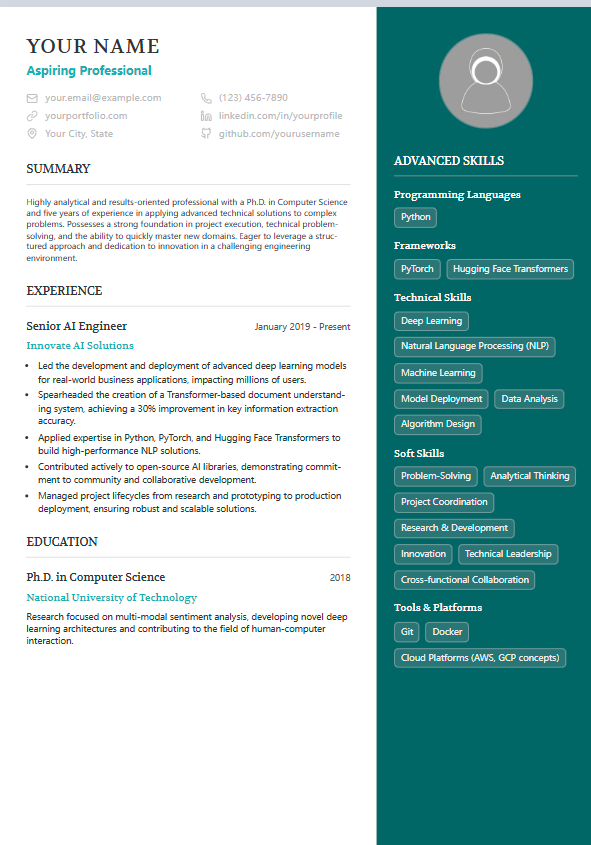 YOUR NAME
Aspiring Professional
your.email@example.com
(123) 456-7890
yourportfolio.com
linkedin.com/in/yourprofile
Your City, State
github.com/yourusername
SUMMARY
Highly analytical and results-oriented professional with a Ph.D. in Computer Science
and five years of experience in applying advanced technical solutions to complex
problems. Possesses a strong foundation in project execution, technical problem-
solving, and the ability to quickly master new domains. Eager to leverage a struc-
tured approach and dedication to innovation in a challenging engineering
environment.
EXPERIENCE
Senior AI Engineer
January 2019 - Present
Innovate AI Solutions
• Led the development and deployment of advanced deep learning models
for real-world business applications, impacting millions of users.
• Spearheaded the creation of a Transformer-based document understand-
ing system, achieving a 30% improvement in key information extraction
accuracy.
• Applied expertise in Python, PyTorch, and Hugging Face Transformers to
build high-performance NLP solutions.
• Contributed actively to open-source AI libraries, demonstrating commit-
ment to community and collaborative development.
• Managed project lifecycles from research and prototyping to production
deployment, ensuring robust and scalable solutions.
EDUCATION
Ph.D. in Computer Science
2018
National University of Technology
Research focused on multi-modal sentiment analysis, developing novel deep
learning architectures and contributing to the field of human-computer
interaction.
ADVANCED SKILLS
Programming Languages
Python
Frameworks
PyTorch
Hugging Face Transformers
Technical Skills
Deep Learning
Natural Language Processing (NLP)
Machine Learning
Model Deployment
Data Analysis
Algorithm Design
Soft Skills
Problem-Solving
Analytical Thinking
Project Coordination
Research & Development
Innovation
Technical Leadership
Cross-functional Collaboration
Tools & Platforms
Git
Docker
Cloud Platforms (AWS, GCP concepts)